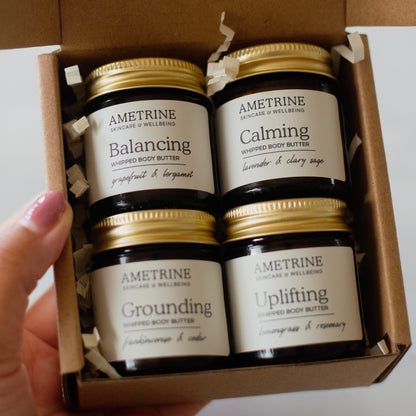 AMETRINE
SKINCARE & WELLBEING
Balancing
WHIPPED BODY BUTTER
grapefruit & bergamot
AMETRINE
SKINCARE & WELLBEING
Calming
WHIPPED BODY BUTTER
lavender & clary sage
AMETRINE
SKINCARE & WELLBEING
Grounding
WHIPPED BODY BUTTER
frankincense & cedar
AMETRINE
SKINCARE & WELLBEING
Uplifting
WHIPPED BODY BUTTER
lemongrass & rosemary